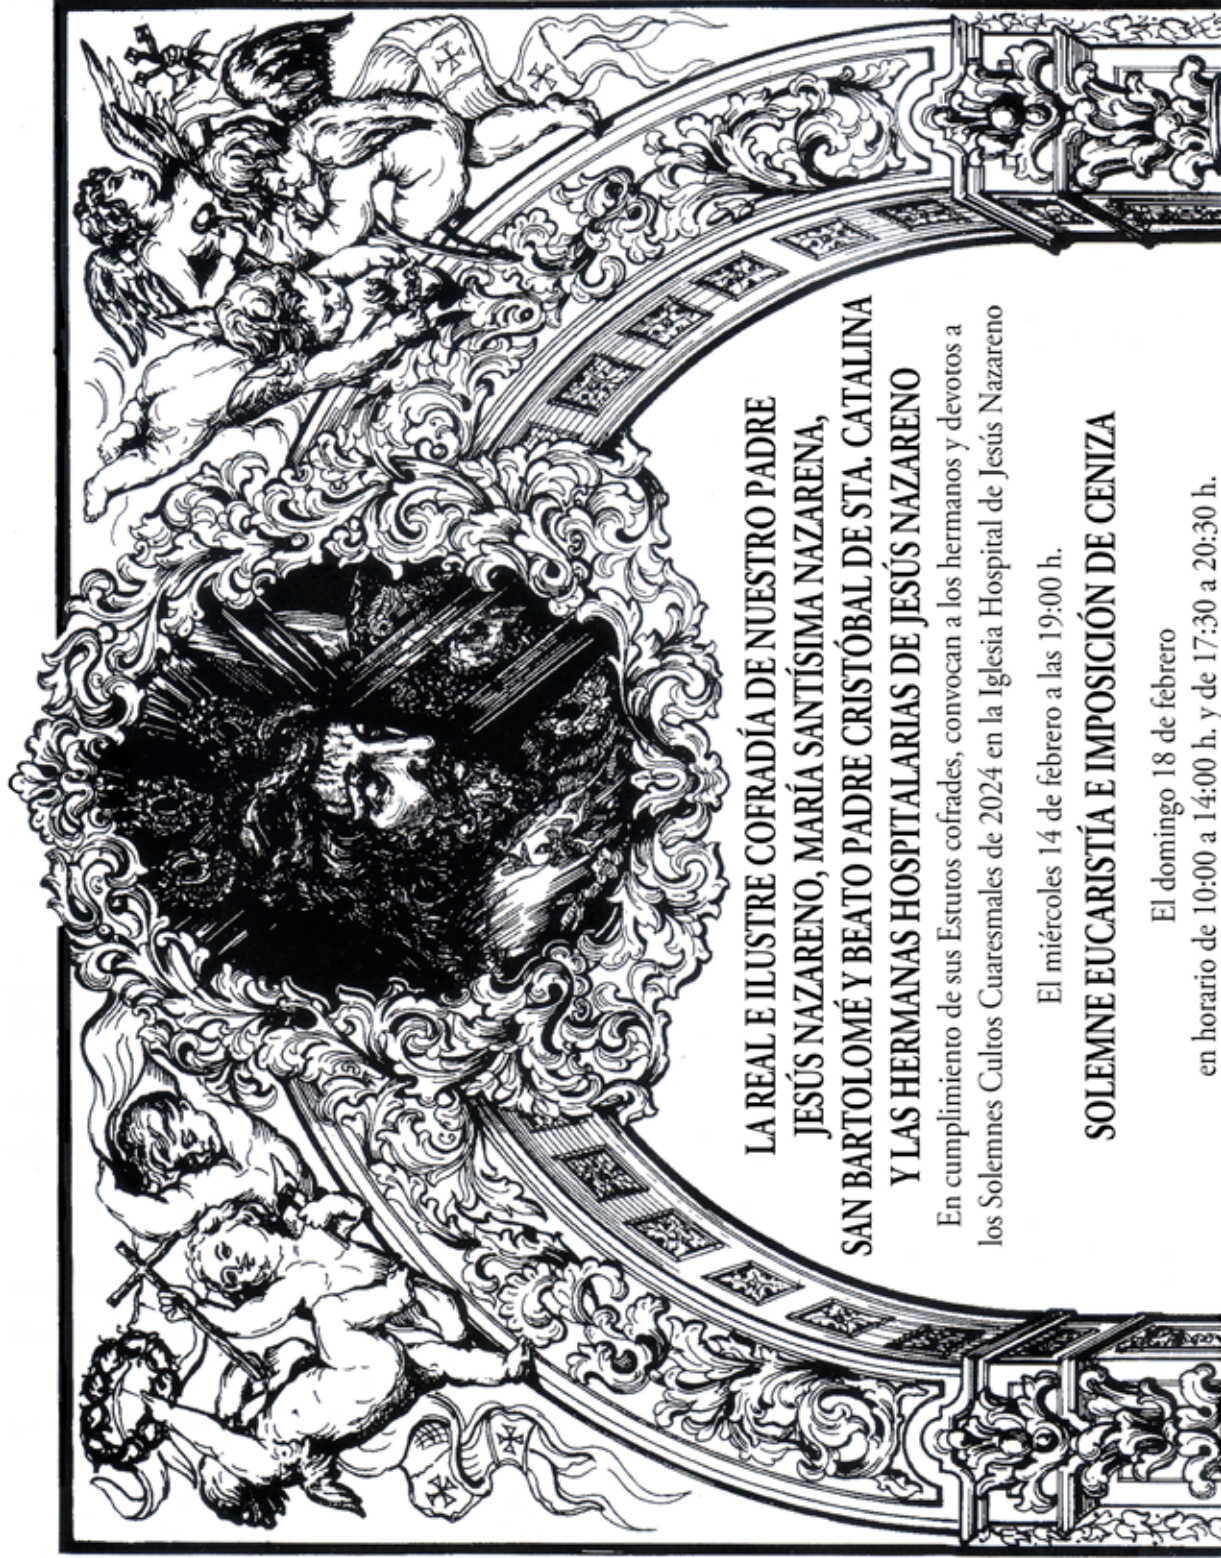 LA REAL E ILUSTRE COFRADÍA DE NUESTRO PADRE
JESÚS NAZARENO, MARÍA SANTÍSIMA NAZARENA,
SAN BARTOLOMÉ Y BEATO PADRE CRISTÓBAL DE STA. CATALINA
Y LAS HERMANAS HOSPITALARIAS DE JESÚS NAZARENO
En cumplimiento de sus Estutos cofrades, convocan a los hermanos y devotos a
los Solemnes Cultos Cuaresmales de 2024 en la Iglesia Hospital de Jesús Nazareno
El miércoles 14 de febrero a las 19:00 h.
SOLEMNE EUCARISTÍA E IMPOSICIÓN DE CENIZA
El domingo 18 de febrero
en horario de 10:00 a 14:00 h. y de 17:30 a 20:30 h.